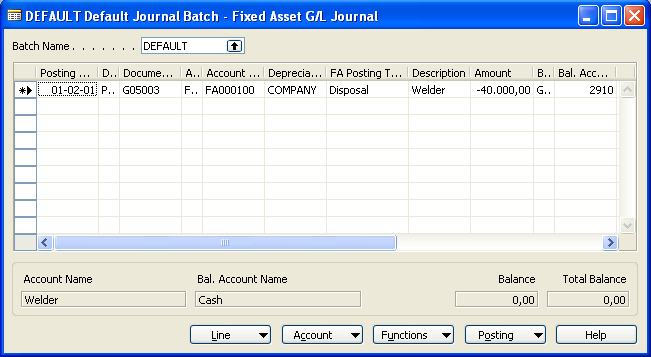 DEFAULT Default Journal Batch - Fixed Asset G/L Journal
Batch Name . . . . . . . DEFAULT
Posting ... D.. Docume... A.. Account ... Deprecia... FA Posting T... Description Amount B.. Bal. Acc...
01-02-01 P.. G05003 F.. FA000100 COMPANY Disposal Welder -40.000,00 G.. 2910
Account Name Bal. Account Name Balance Total Balance
Welder Cash 0,00 0,00
Line Account Functions Posting Help